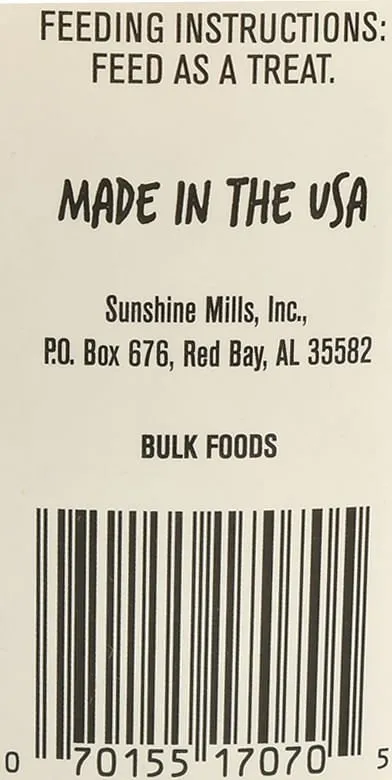 FEEDING INSTRUCTIONS:
FEED AS A TREAT.
MADE IN THE USA
Sunshine Mills, Inc.,
P.O. Box 676, Red Bay, AL 35582
BULK FOODS
0 70155 17070 5